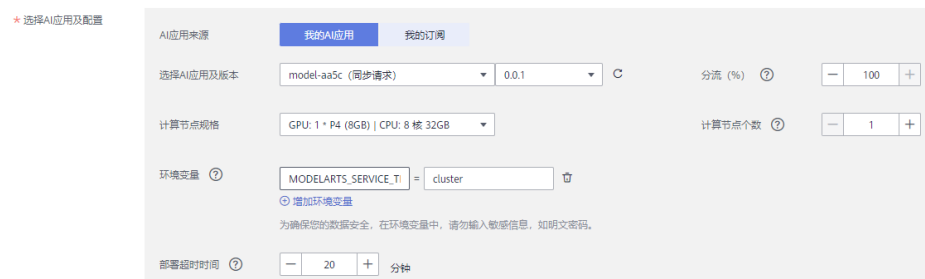 * 选择AI应用及配置
AI应用来源 我的AI应用 我的订阅
选择AI应用及版本 model-aa5c（同步请求） 0.0.1 分流（%） ? 100
计算节点规格 GPU: 1 * P4 (8GB) | CPU: 8 核 32GB 计算节点个数 ? 1
环境变量 ? MODELARTS_SERVICE_ = cluster
增加环境变量
为确保您的数据安全，在环境变量中，请勿输入敏感信息，如明文密码。
部署超时时间 ? 20 分钟